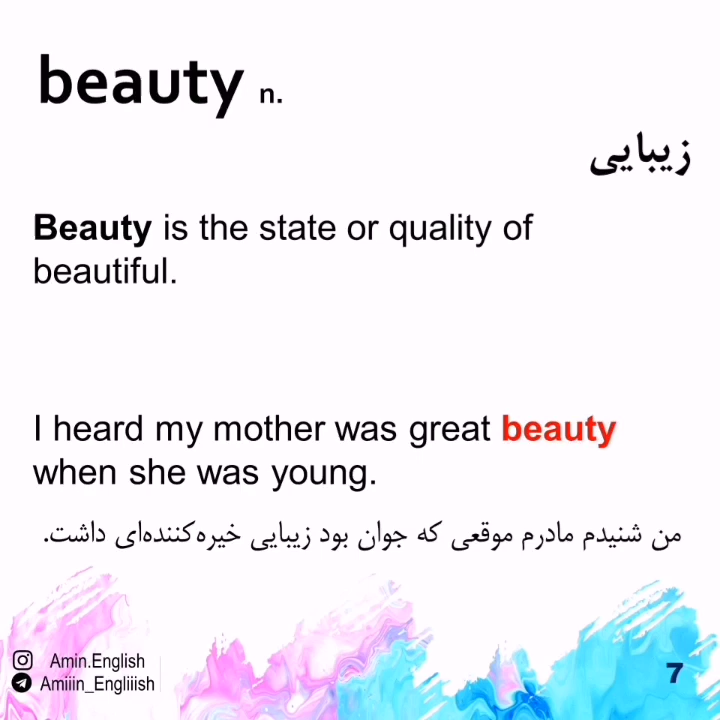 beauty n.
زیبایی
Beauty is the state or quality of
beautiful.
I heard my mother was great beauty
when she was young.
من شنیدم مادرم موقعی که جوان بود زیبایی خیره‌کننده‌ای داشت.
Amin.English
Amiiin_Engliiish
7